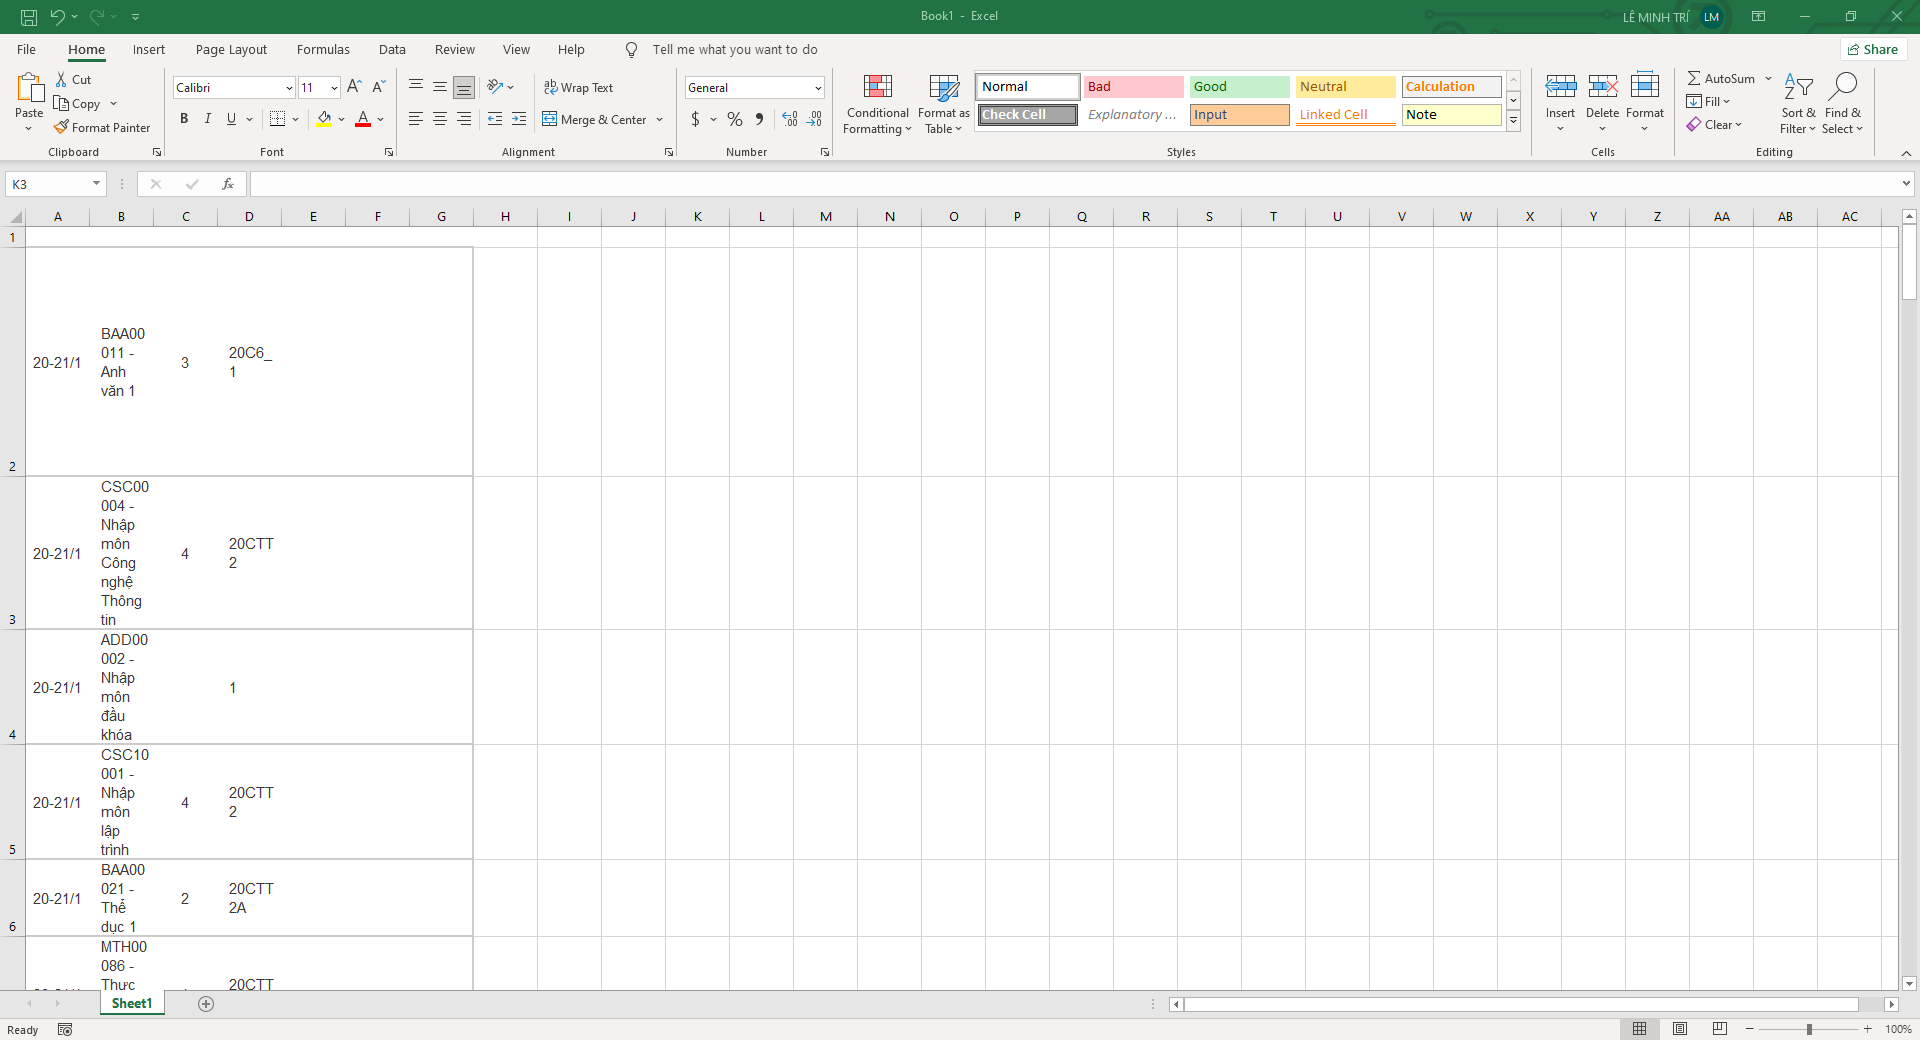 Book1 - Excel
LÊ MINH TRÍ LM
File Home Insert Page Layout Formulas Data Review View Help Tell me what you want to do Share
Paste Cut Copy Format Painter Clipboard
Calibri 11 A A B I U A Font
Wrap Text Merge & Center Alignment
General $ % Number
Conditional Formatting Format as Table
Normal Bad Good Neutral Calculation
Check Cell Explanatory ... Input Linked Cell Note
Styles
Insert Delete Format Cells
AutoSum Fill Clear Sort & Filter Find & Select Editing
K3 fx
A B C D E F G H I J K L M N O P Q R S T U V W X Y Z AA AB AC
1
BAA00
011 -
Anh
văn 1
20-21/1
3
20C6_
1
2
CSC00
004 -
Nhập
môn
Công
nghệ
Thông
tin
20-21/1
4
20CTT
2
3
ADD00
002 -
Nhập
môn
đầu
khóa
20-21/1
1
4
CSC10
001 -
Nhập
môn
lập
trình
20-21/1
4
20CTT
2
5
BAA00
021 -
Thể
dục 1
20-21/1
2
20CTT
2A
6
MTH00
086 -
Thực
20CTT
Sheet1
Ready
100%